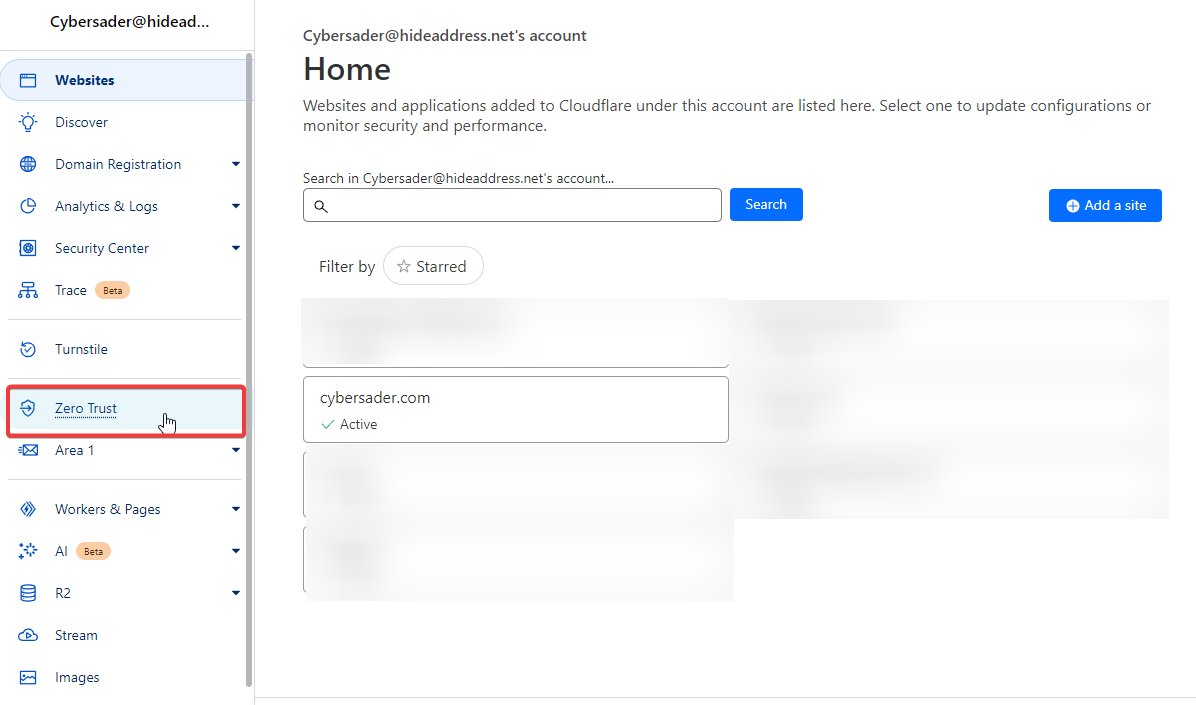 Cybersader@hidead...
Websites
Discover
Domain Registration
Analytics & Logs
Security Center
Trace Beta
Turnstile
Zero Trust
Area 1
Workers & Pages
AI Beta
R2
Stream
Images
Cybersader@hideaddress.net's account
Home
Websites and applications added to Cloudflare under this account are listed here. Select one to update configurations or
monitor security and performance.
Search in Cybersader@hideaddress.net's account...
Search
Add a site
Filter by Starred
cybersader.com
Active